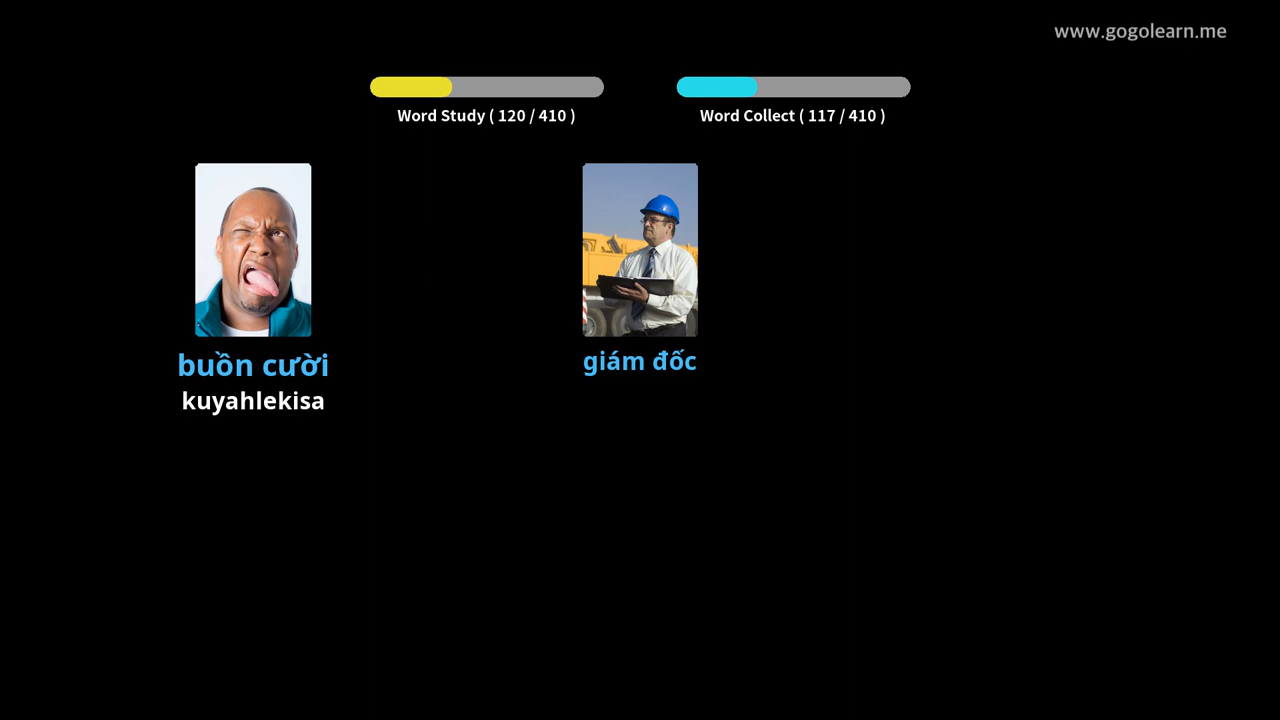 www.gogolearn.me
Word Study ( 120 / 410 )
Word Collect ( 117 / 410 )
buồn cười
kuyahlekisa
giám đốc